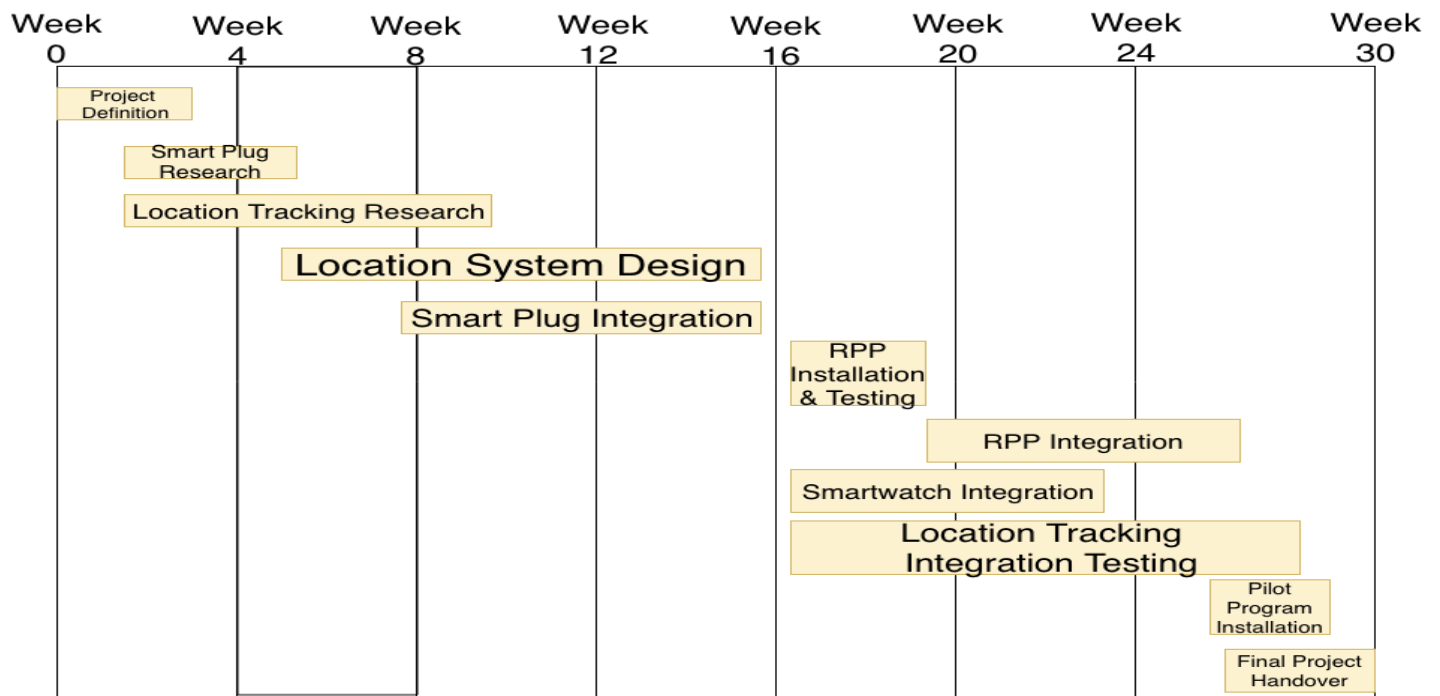 Week Week Week Week Week Week Week Week
0 4 8 12 16 20 24 30
Project
Definition
Smart Plug
Research
Location Tracking Research
Location System Design
Smart Plug Integration
RPP
Installation
& Testing
RPP Integration
Smartwatch Integration
Location Tracking
Integration Testing
Pilot
Program
Installation
Final Project
Handover